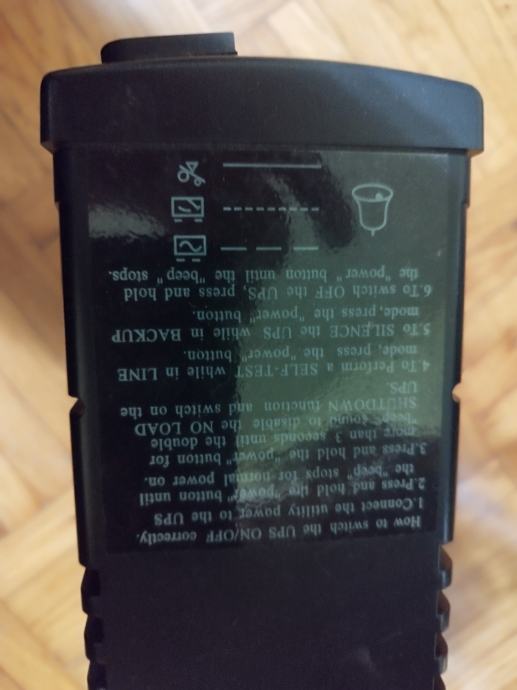 How to switch the UPS ON/OFF correctly.
1.Connect the utility power to the UPS
2.Press and hold the "power" button until
the "beep" stops for normal power on.
3.Press and hold the "power" button for
more than 3 seconds until the double
"beep" sound to disable the NO LOAD
SHUTDOWN function and switch on the
UPS.
4.To Perform a SELF-TEST while in LINE
mode, press the "power" button.
5.To SILENCE the UPS while in BACKUP
mode, press the "power" button.
6.To switch OFF the UPS, press and hold
the "power" button until the "beep" stops.